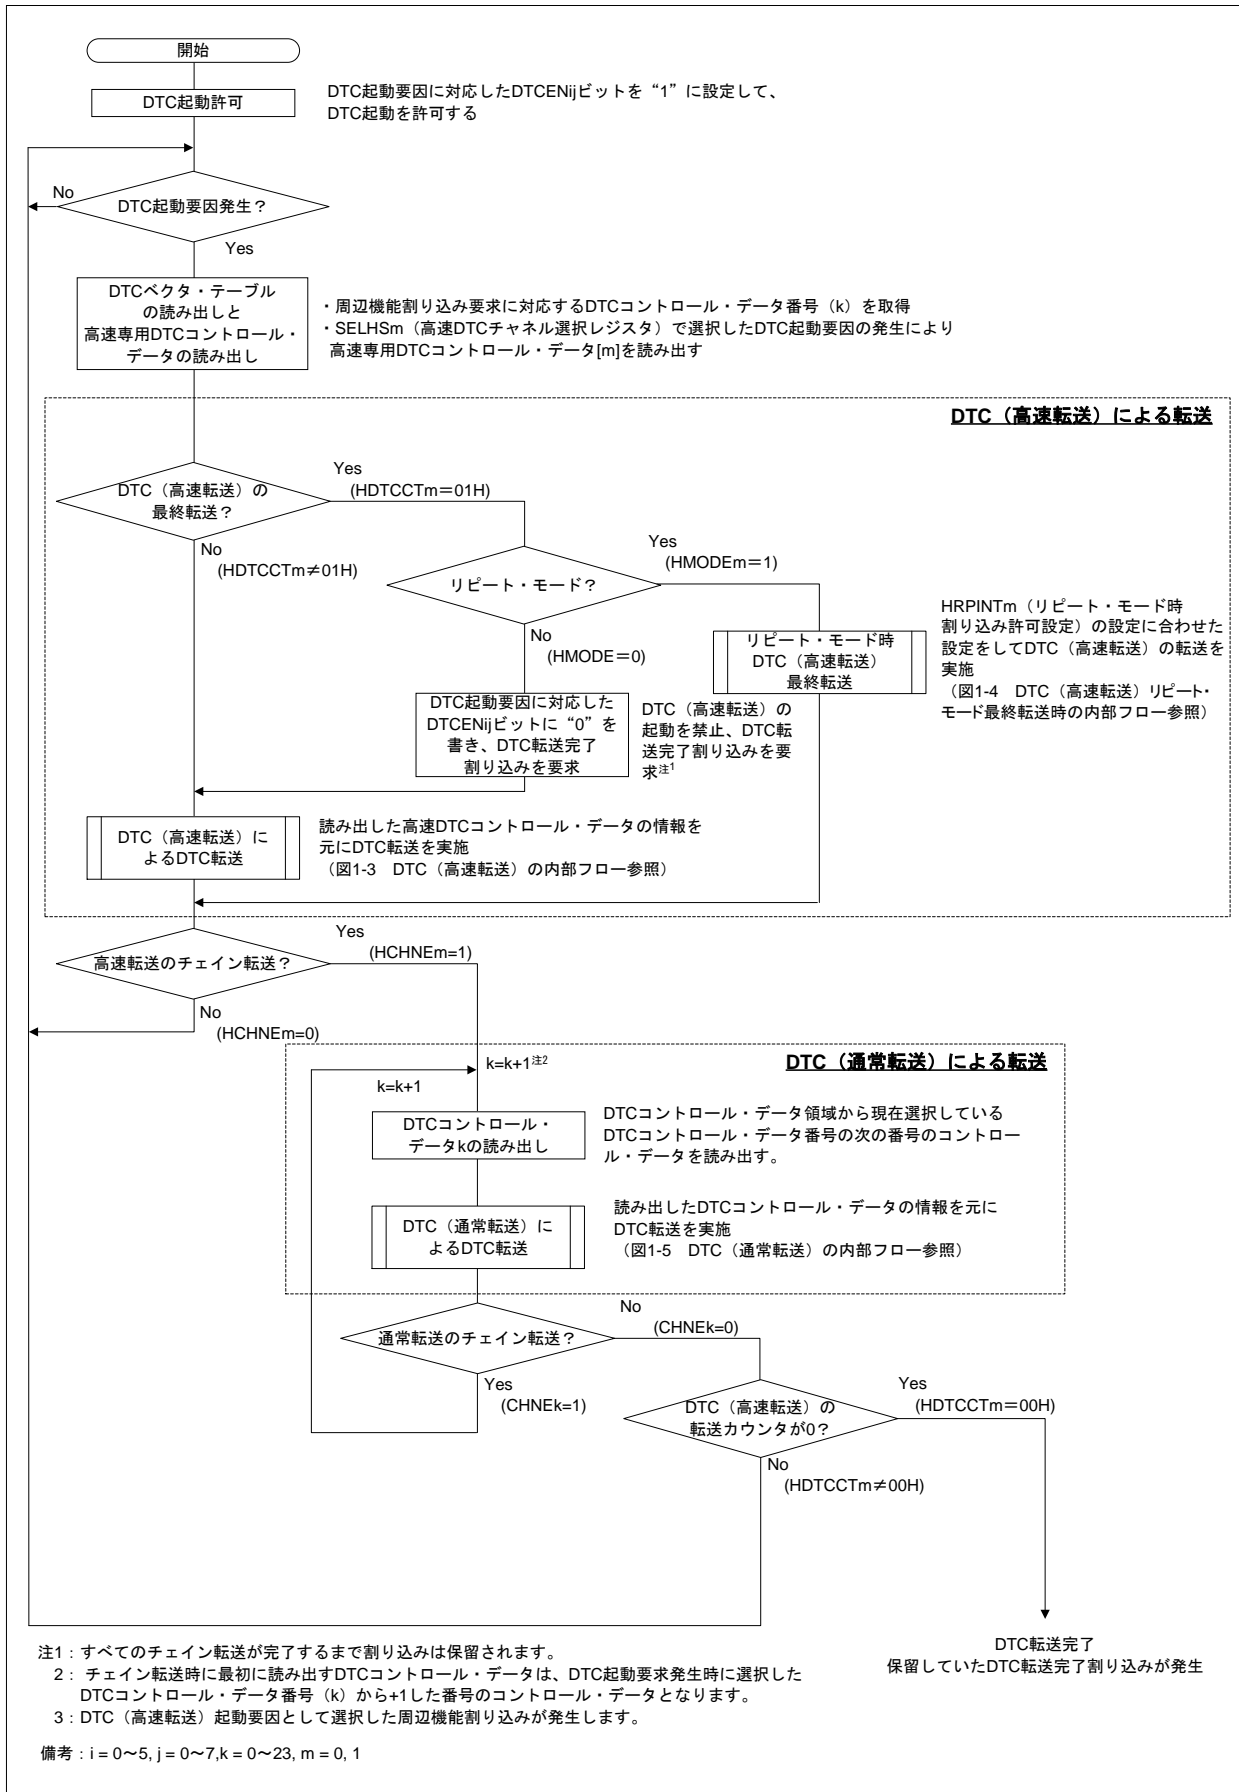 開始
DTC起動許可
DTC起動要因に対応したDTCENijビットを“1”に設定して、
DTC起動を許可する
No
DTC起動要因発生?
Yes
DTCベクタ・テーブル
の読み出しと
高速専用DTCコントロール・
データの読み出し
・周辺機能割り込み要求に対応するDTCコントロール・データ番号（k）を取得
・SELHSm（高速DTCチャネル選択レジスタ）で選択したDTC起動要因の発生により
高速専用DTCコントロール・データ[m]を読み出す
DTC（高速転送）による転送
DTC（高速転送）の
最終転送?
Yes
(HDTCCTm＝01H)
No
(HDTCCTm≠01H)
リピート・モード?
Yes
(HMODEm＝1)
No
(HMODE＝0)
リピート・モード時
DTC（高速転送）
最終転送
HRPINTm（リピート・モード時
割り込み許可設定）の設定に合わせた
設定をしてDTC（高速転送）の転送を
実施
（図1-4　DTC（高速転送）リピート・
モード最終転送時の内部フロー参照）
DTC起動要因に対応した
DTCENijビットに“0”を
書き、DTC転送完了
割り込みを要求
DTC（高速転送）の
起動を禁止、DTC転
送完了割り込みを要
求注1
DTC（高速転送）に
よるDTC転送
読み出した高速DTCコントロール・データの情報を
元にDTC転送を実施
（図1-3　DTC（高速転送）の内部フロー参照）
高速転送のチェイン転送?
Yes
(HCHNEm=1)
No
(HCHNEm=0)
DTC（通常転送）による転送
k=k+1注2
k=k+1
DTCコントロール・
データkの読み出し
DTCコントロール・データ領域から現在選択している
DTCコントロール・データ番号の次の番号のコントロー
ル・データを読み出す。
DTC（通常転送）に
よるDTC転送
読み出したDTCコントロール・データの情報を元に
DTC転送を実施
（図1-5　DTC（通常転送）の内部フロー参照）
通常転送のチェイン転送?
No
(CHNEk=0)
Yes
(CHNEk=1)
DTC（高速転送）の
転送カウンタが0?
Yes
(HDTCCTm＝00H)
No
(HDTCCTm≠00H)
DTC転送完了
保留していたDTC転送完了割り込みが発生
注1：すべてのチェイン転送が完了するまで割り込みは保留されます。
2： チェイン転送時に最初に読み出すDTCコントロール・データは、DTC起動要求発生時に選択した
DTCコントロール・データ番号（k）から+1した番号のコントロール・データとなります。
3：DTC（高速転送）起動要因として選択した周辺機能割り込みが発生します。
備考：i = 0〜5, j = 0〜7,k = 0〜23, m = 0, 1